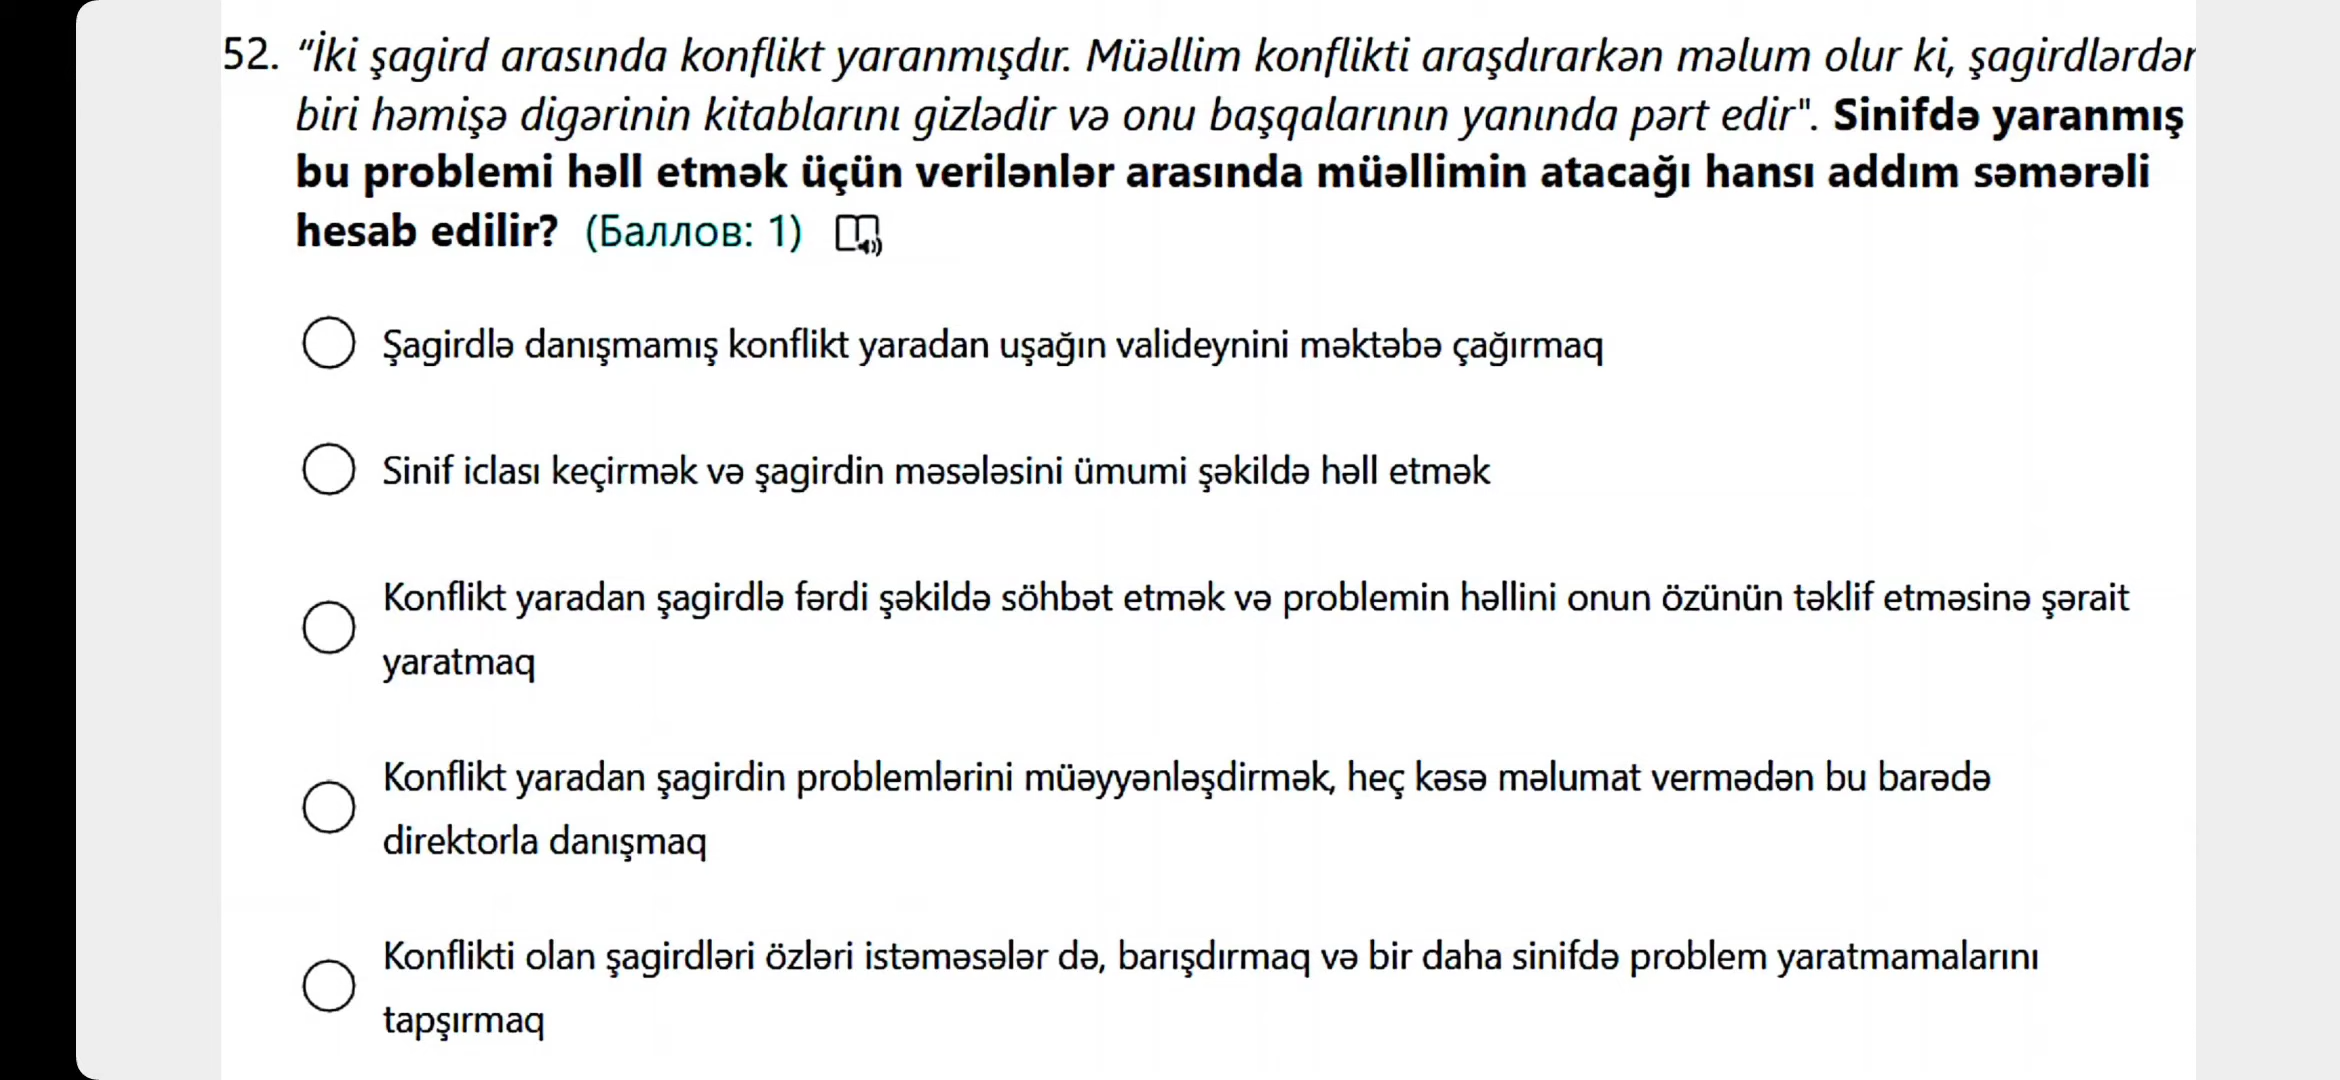 52. "İki şagird arasında konflikt yaranmışdır. Müəllim konflikti araşdırarkən məlum olur ki, şagirdlərdən
biri həmişə digərinin kitablarını gizlədir və onu başqalarının yanında pərt edir". Sinifdə yaranmış
bu problemi həll etmək üçün verilənlər arasında müəllimin atacağı hansı addım səmərəli
hesab edilir? (Баллов: 1)
Şagirdlə danışmamış konflikt yaradan uşağın valideynini məktəbə çağırmaq
Sinif iclası keçirmək və şagirdin məsələsini ümumi şəkildə həll etmək
Konflikt yaradan şagirdlə fərdi şəkildə söhbət etmək və problemin həllini onun özünün təklif etməsinə şərait
yaratmaq
Konflikt yaradan şagirdin problemlərini müəyyənləşdirmək, heç kəsə məlumat vermədən bu barədə
direktorla danışmaq
Konflikti olan şagirdləri özləri istəməsələr də, barışdırmaq və bir daha sinifdə problem yaratmamalarını
tapşırmaq